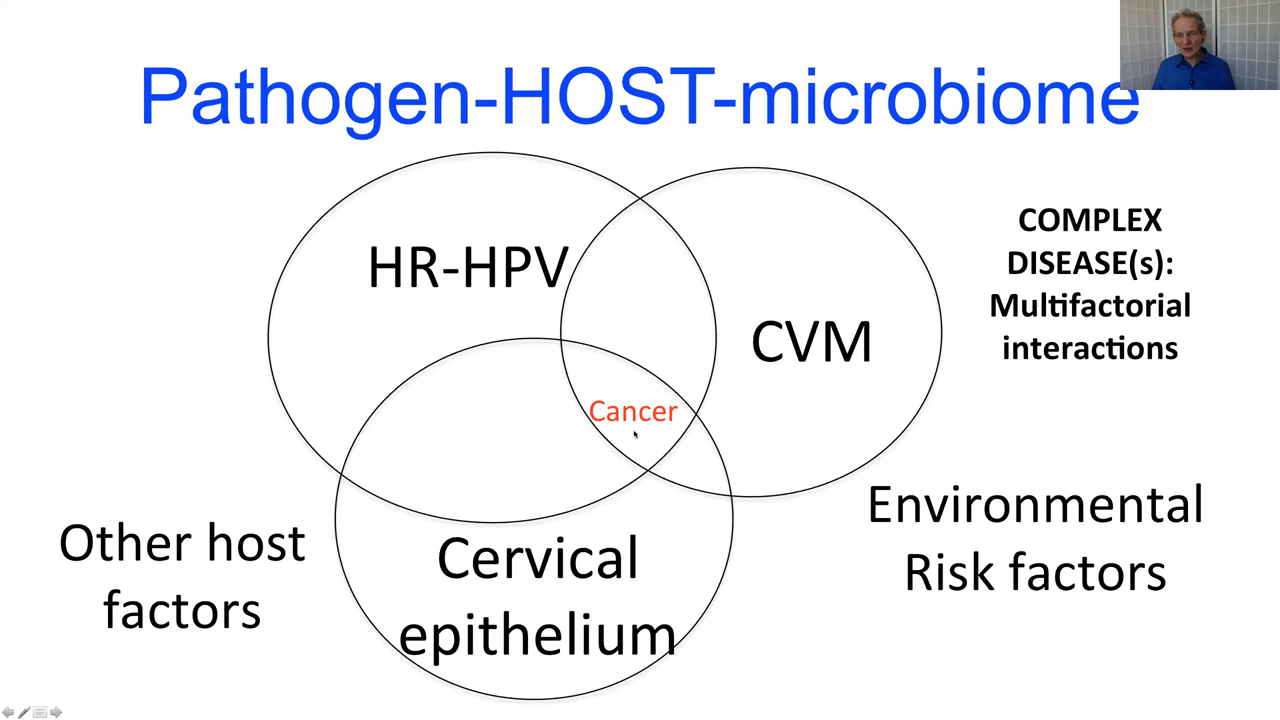 Pathogen-HOST-microbiome
HR-HPV
CVM
COMPLEX
DISEASE(s):
Multifactorial
interactions
Cancer
Other host
factors
Cervical
epithelium
Environmental
Risk factors